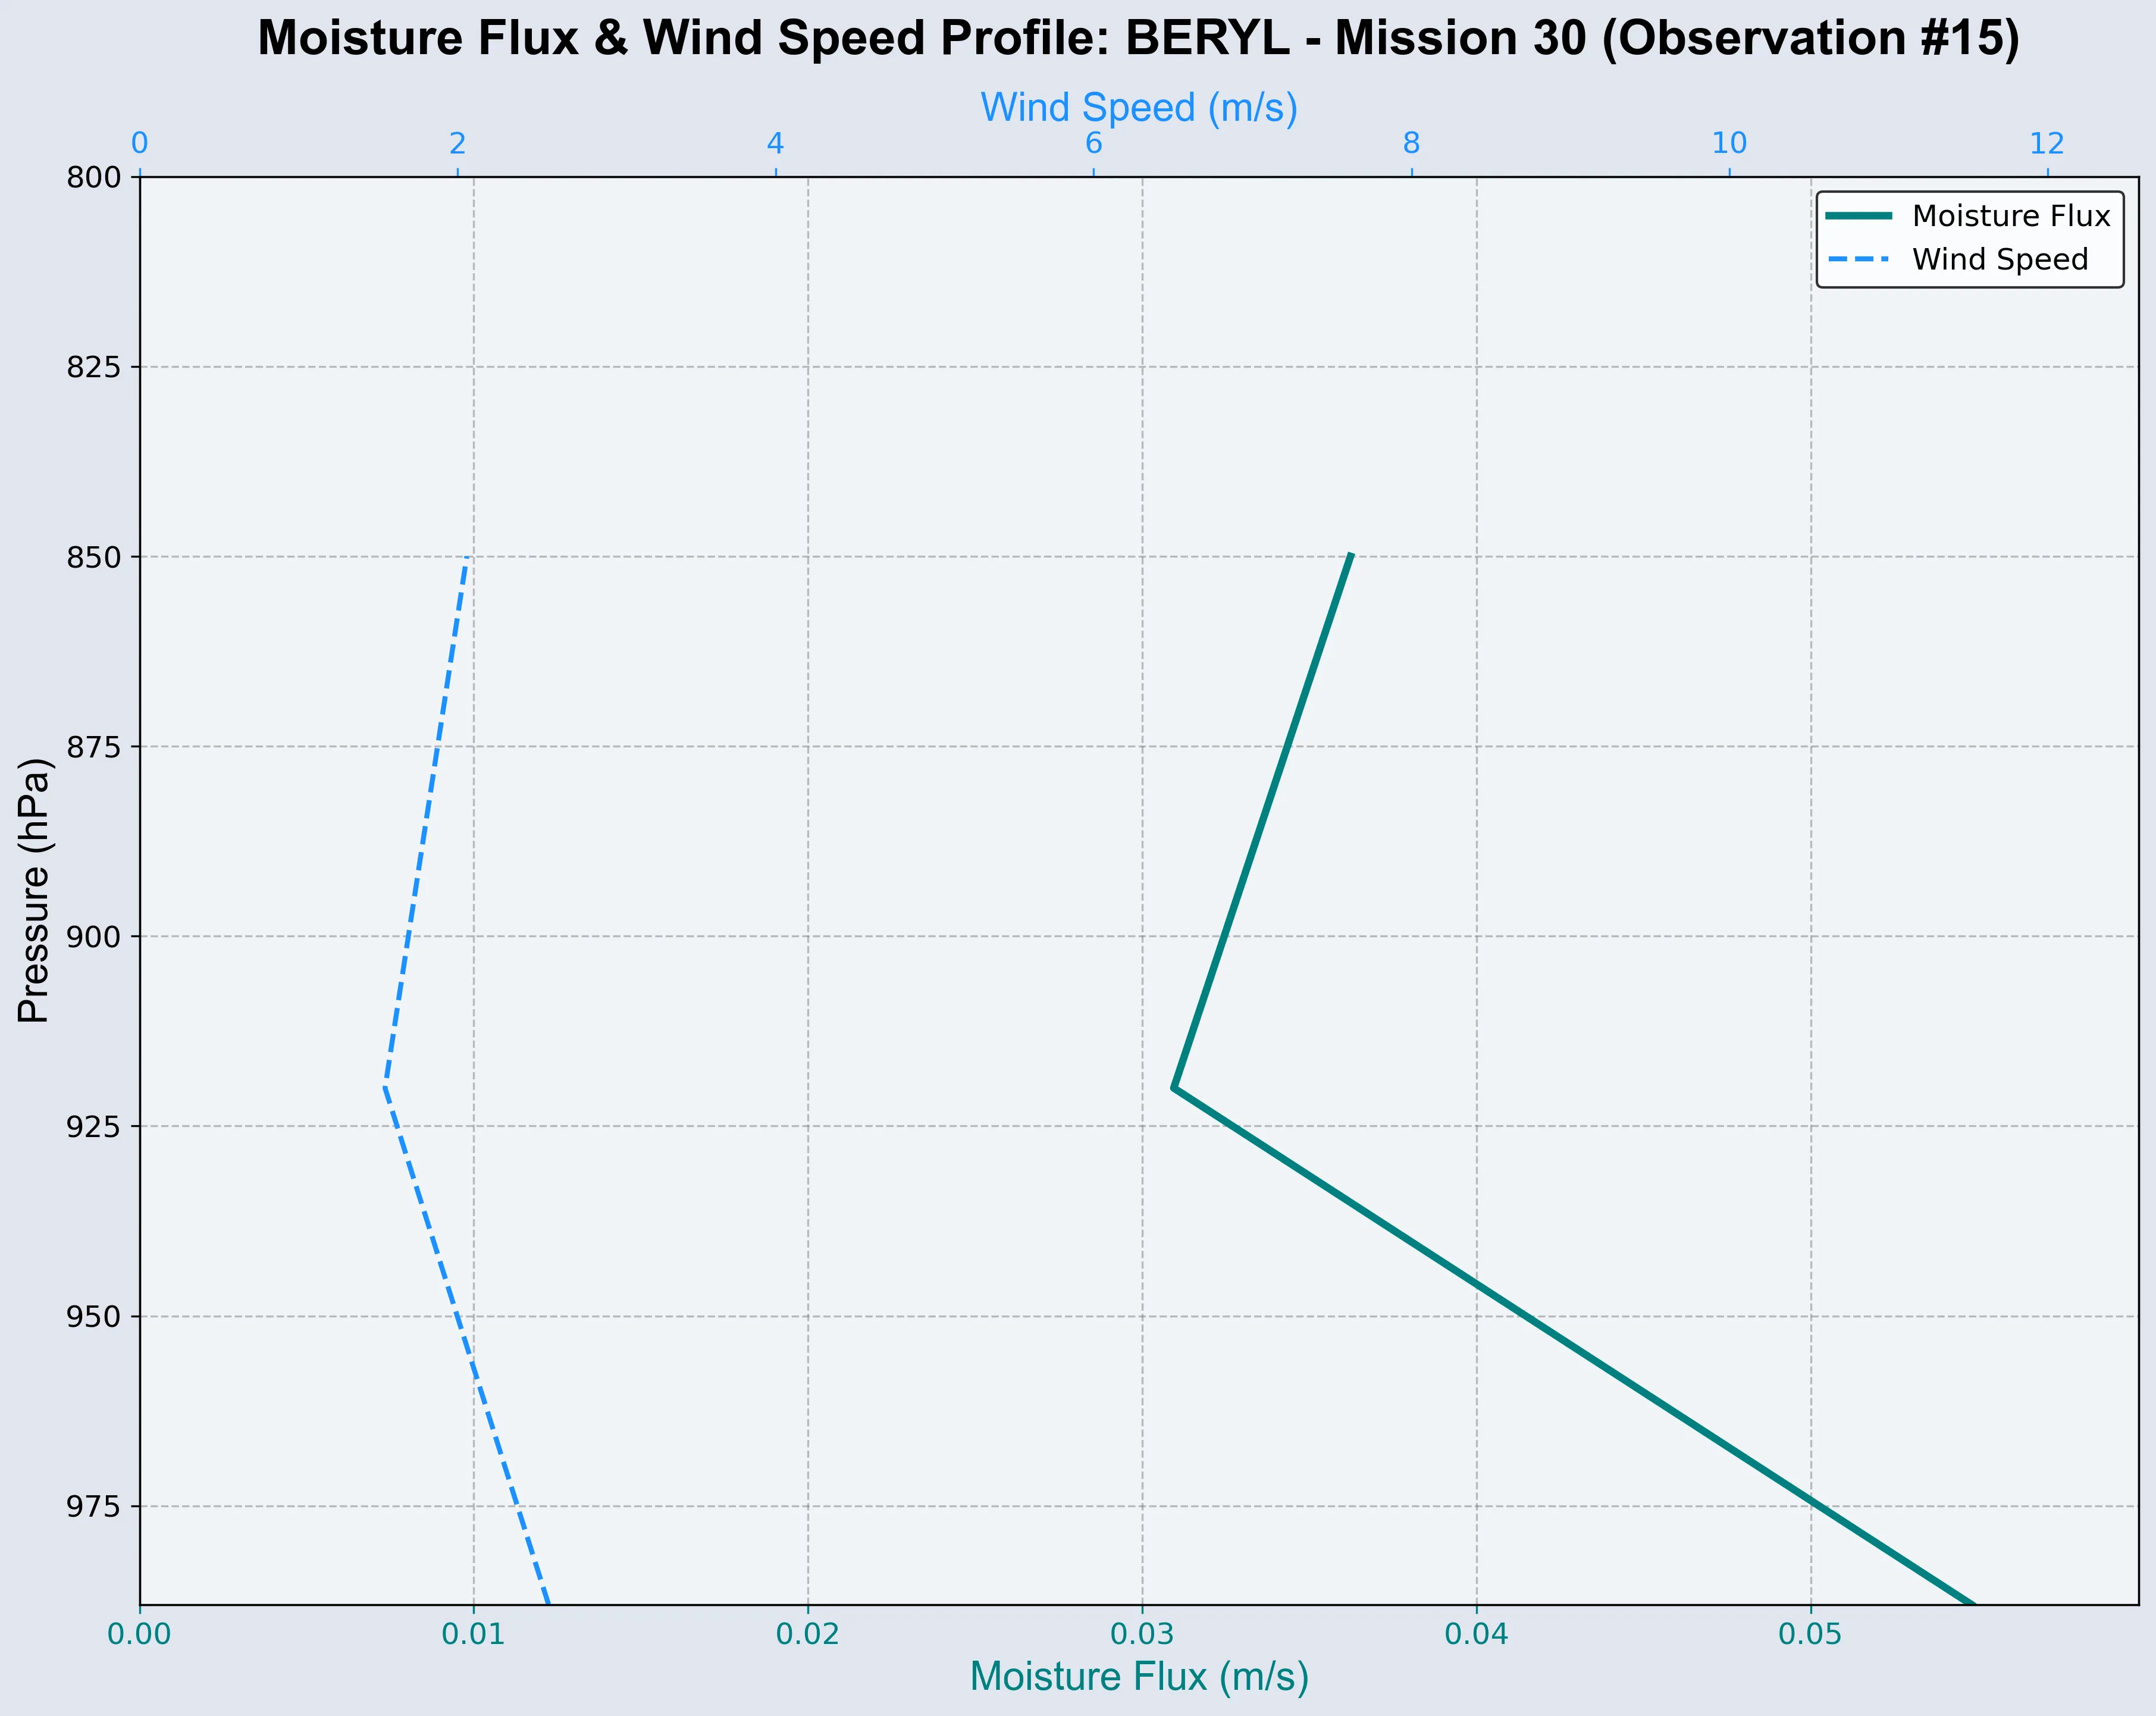 Moisture Flux & Wind Speed Profile: BERYL - Mission 30 (Observation #15)
Wind Speed (m/s)
0 2 4 6 8 10 12
Moisture Flux
Wind Speed
Pressure (hPa)
800
825
850
875
900
925
950
975
0.00 0.01 0.02 0.03 0.04 0.05
Moisture Flux (m/s)